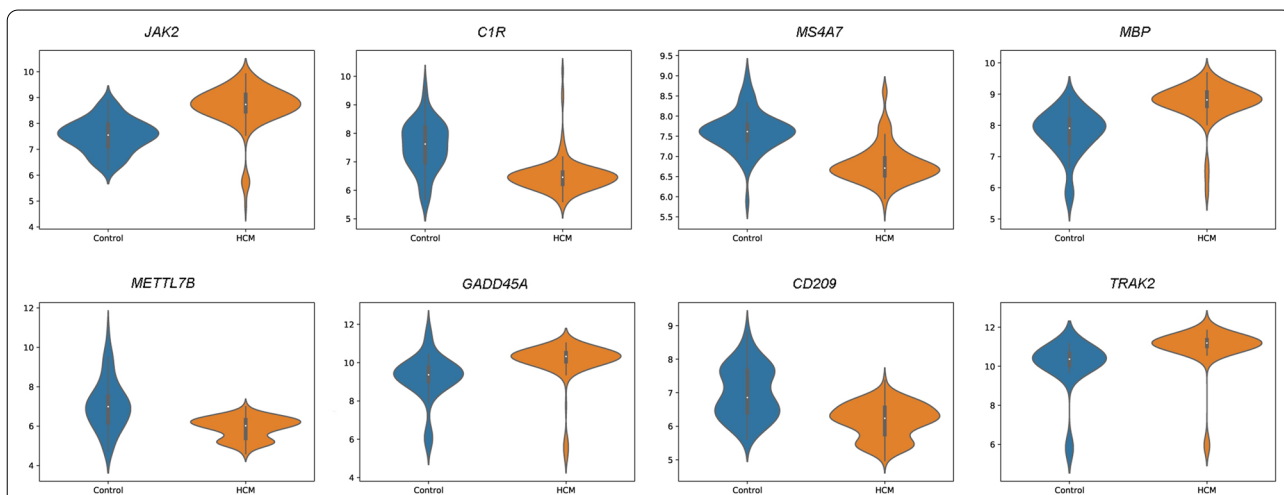 JAK2
C1R
MS4A7
MBP
10
9
8
7
6
5
4
Control
HCM
10
9
8
7
6
5
Control
HCM
9.5
9.0
8.5
8.0
7.5
7.0
6.5
6.0
5.5
Control
HCM
10
9
8
7
6
5
Control
HCM
METTL7B
GADD45A
CD209
TRAK2
12
10
8
6
4
Control
HCM
12
10
8
6
4
Control
HCM
9
8
7
6
5
Control
HCM
12
10
8
6
Control
HCM